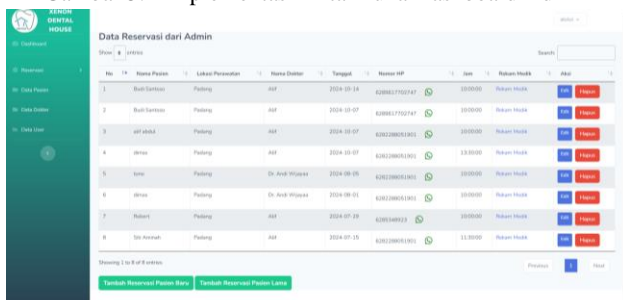 XENON
DENTAL
HOUSE
Dashboard
Data Reservasi dari Admin
Show entries
Search:
Reservasi
No Nama Pasien Lokasi Perawatan Nama Dokter Tanggal Nomor HP Jam Rekam Medik Aksi
Data Pasien
1 Budi Santoso Padang Alif 2024-10-14 6289617702747 10:00:00 Rekam Medik Edit Hapus
Data Dokter
2 Budi Santoso Padang Alif 2024-10-07 6289617702747 10:00:00 Rekam Medik Edit Hapus
Data User
3 alif abdul Padang Alif 2024-10-07 6282288051901 10:00:00 Rekam Medik Edit Hapus
4 Padang Alif 2024-10-07 6282288051901 13:00:00 Rekam Medik Edit Hapus
5 Padang Dr. Andi Wijaya 2024-08-05 6282288051901 10:00:00 Rekam Medik Edit Hapus
6 Padang Dr. Andi Wijaya 2024-08-01 6282288051901 10:00:00 Rekam Medik Edit Hapus
7 Robert Padang Alif 2024-07-29 10:00:00 Rekam Medik Edit Hapus
8 Siti Aminah Padang Alif 2024-07-15 6282288051901 11:30:00 Rekam Medik Edit Hapus
Showing 1 to 8 of 8 entries
Previous 1 Next
Tambah Reservasi Pasien Baru Tambah Reservasi Pasien Lama